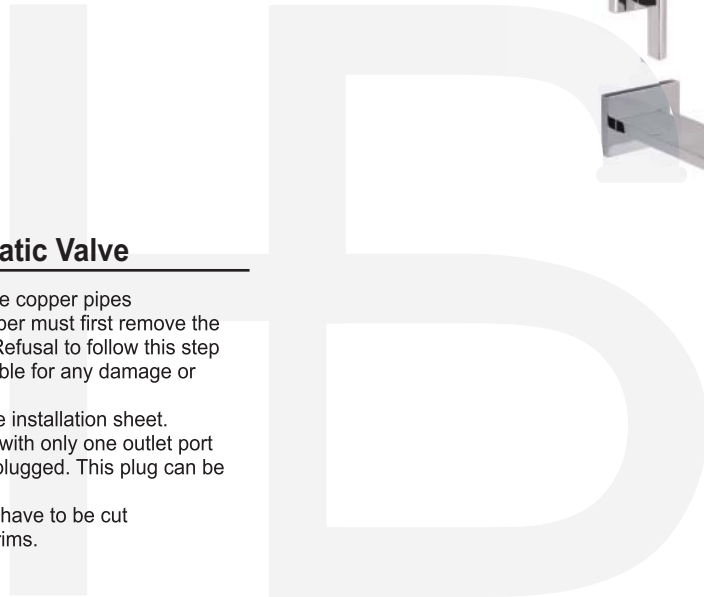 atic Valve
e copper pipes
ber must first remove the
Refusal to follow this step
ble for any damage or
e installation sheet.
with only one outlet port
plugged. This plug can be
have to be cut
rims.